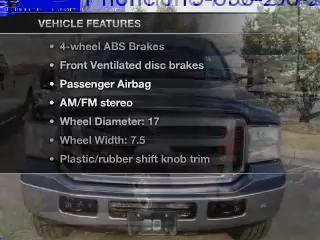 VEHICLE FEATURES
• 4-wheel ABS Brakes
• Front Ventilated disc brakes
• Passenger Airbag
• AM/FM stereo
• Wheel Diameter: 17
• Wheel Width: 7.5
• Plastic/rubber shift knob trim